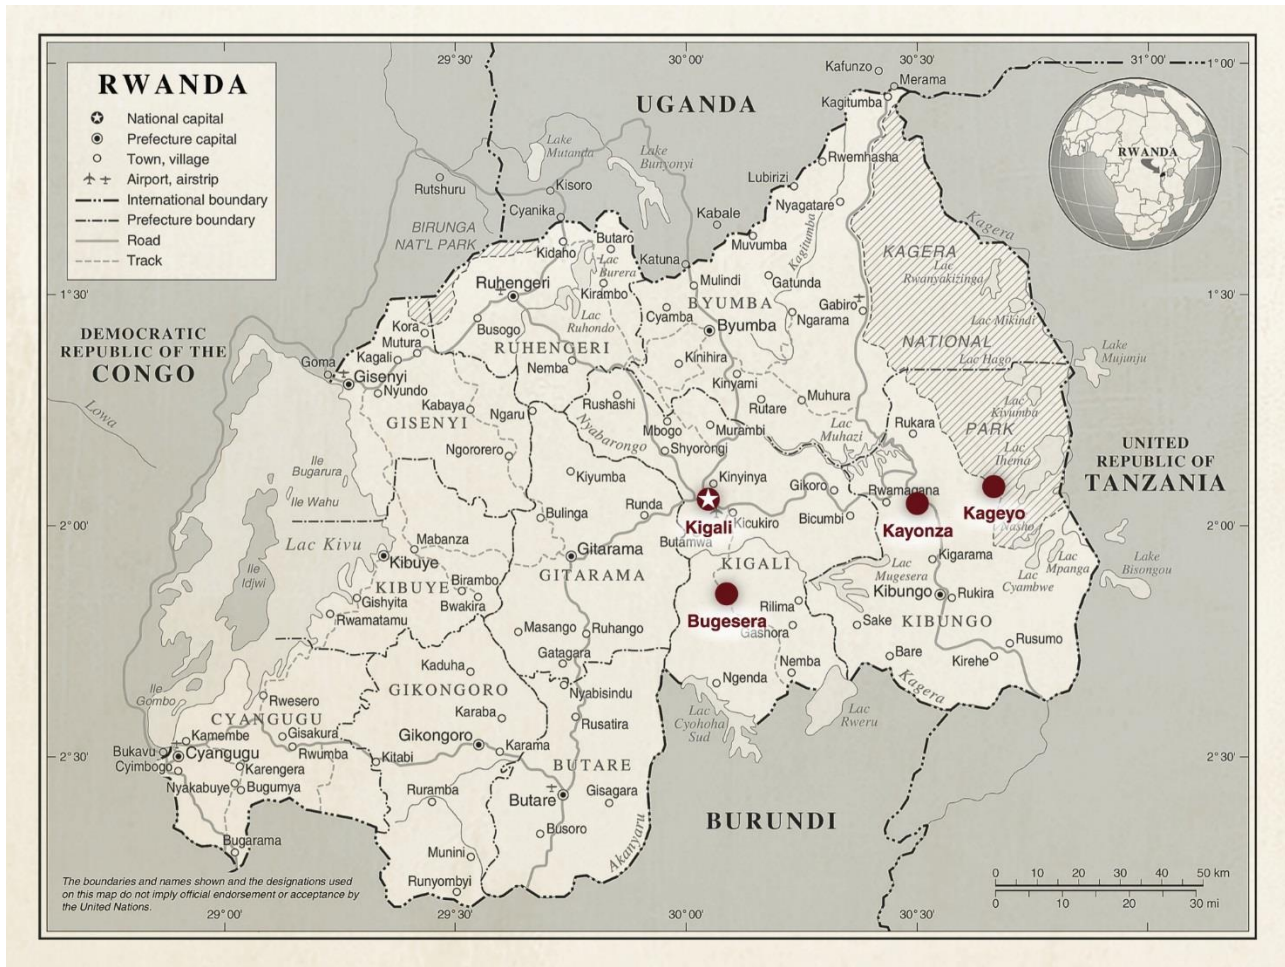 RWANDA
National capital
Prefecture capital
Town, village
Airport, airstrip
International boundary
Prefecture boundary
Road
Track
29°30'
30°00'
30°30'
31°00'
1°00'
Kafunzo
Merama
Kagitumba
UGANDA
RWANDA
Lake
Mutanda
Lake
Bunyonyi
Rwemhasha
Rutshuru
Kisoro
Lubirizi
Cyanika
Nyagatare
Kabale
BIRUNGA
NAT'L PARK
Kagera
Butaro
Muvumba
Kidaho
Kagitumba
KAGERA
Lac
Burera
Katuna
Lac
Rwanyakizinga
Ruhengeri
Mulindi
Gatunda
Kirambo
1°30'
1°30'
BYUMBA
Gabiro
Cyamba
Ngarama
Lac Mikindi
Lac
Ruhondo
Kora
Busogo
Byumba
DEMOCRATIC
REPUBLIC OF THE
CONGO
Mutura
RUHENGERI
NATIONAL
Lake
Mujunju
Kagali
Kinihira
Lac Hago
Goma
Gisenyi
Nemba
Kinyami
Nyundo
Muhura
Lac
Kivumba
Lowa
Kabaya
Ngaru
Rushashi
Rutare
GISENYI
Nyabarongo
Mbogo
Murambi
Lac
Muhazi
Rukara
PARK
Ngororero
Shyorongi
Lac
Ihema
UNITED
REPUBLIC OF
TANZANIA
Ile
Bugarura
Kiyumba
Kinyinya
Gikoro
Rwamagana
Ile Wahu
Runda
Kageyo
Bulinga
Kigali
Kicukiro
Bicumbi
Kayonza
Nasho
2°00'
2°00'
Lac Kivu
Mabanza
Butamwa
Gitarama
Kigarama
Lac
Mpanga
Lake
Bisongou
Kibuye
KIGALI
Lac
Mugesera
Ile
Idjwi
GITARAMA
Lac
Cyambwe
KIBUYE
Birambo
Kibungo
Rukira
Gishyita
Bwakira
Rilima
Rwamatamu
Bugesera
Sake
KIBUNGO
Masango
Ruhango
Gashora
Rusumo
Gatagara
Bare
Kirehe
Kaduha
Nemba
Ngenda
Kagera
Ile
Gombo
GIKONGORO
Nyabisindu
Rwesero
Lac
Cyohoha
Sud
Lac
Rweru
CYANGUGU
Karaba
Rusatira
Kamembe
Gisakura
Gikongoro
Bukavu
Cyangugu
Rwumba
Kitabi
Karama
2°30'
2°30'
Cyimbogo
Karengera
BUTARE
Nyakabuye
Bugumya
Ruramba
Butare
Gisagara
BURUNDI
Busoro
Akanyaru
Bugarama
Munini
Runyombyi
The boundaries and names shown and the designations used
on this map do not imply official endorsement or acceptance by
the United Nations.
0 10 20 30 40 50 km
0 10 20 30 mi
29°00'
29°30'
30°00'
30°30'